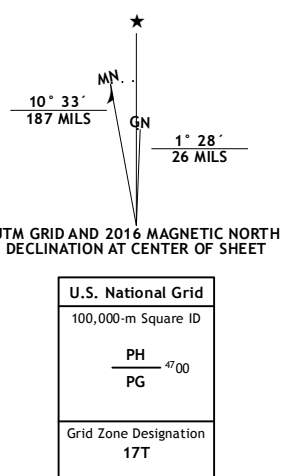 ★
MN
10° 33´
187 MILS
GN
1° 28´
26 MILS
UTM GRID AND 2016 MAGNETIC NORTH
DECLINATION AT CENTER OF SHEET
U.S. National Grid
100,000-m Square ID
PH
4700
PG
Grid Zone Designation
17T